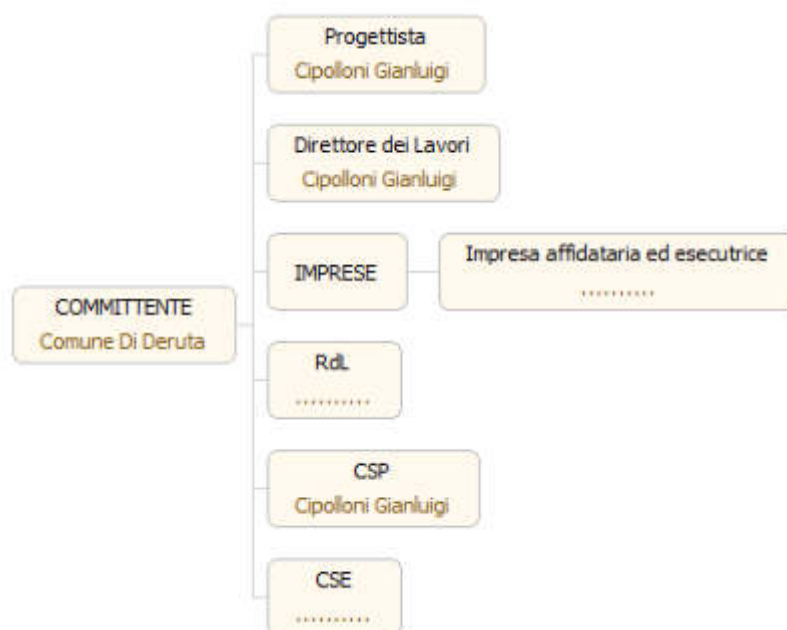 Progettista
Cipolloni Gianluigi
Direttore dei Lavori
Cipolloni Gianluigi
IMPRESE
Impresa affidataria ed esecutrice
..........
COMMITTENTE
Comune Di Deruta
RdL
..........
CSP
Cipolloni Gianluigi
CSE
..........